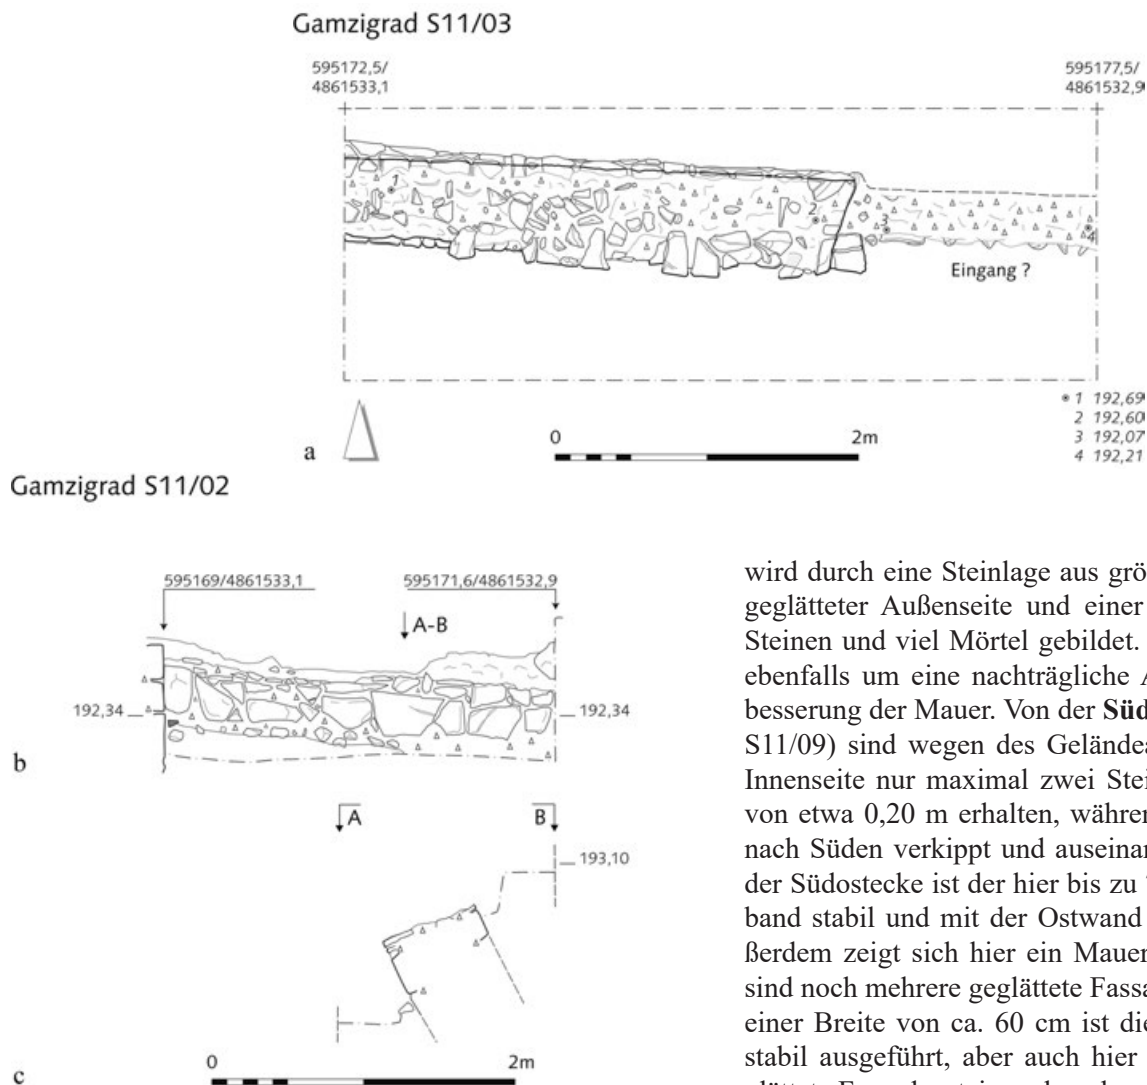 Gamzigrad S11/03
595172,5/
4861533,1
595177,5/
4861532,9
1
2
3
4
Eingang ?
1 192,69
2 192,60
3 192,07
4 192,21
0 2m
a
Gamzigrad S11/02
595169/4861533,1
595171,6/4861532,9
A-B
192,34
192,34
b
A
B
193,10
0 2m
c
wird durch eine Steinlage aus grö
geglätteter Außenseite und einer
Steinen und viel Mörtel gebildet.
ebenfalls um eine nachträgliche A
besserung der Mauer. Von der Süd
S11/09) sind wegen des Geländes
Innenseite nur maximal zwei Stei
von etwa 0,20 m erhalten, währen
nach Süden verkippt und auseinan
der Südostecke ist der hier bis zu
band stabil und mit der Ostwand
ßerdem zeigt sich hier ein Mauer
sind noch mehrere geglättete Fassa
einer Breite von ca. 60 cm ist die
stabil ausgeführt, aber auch hier